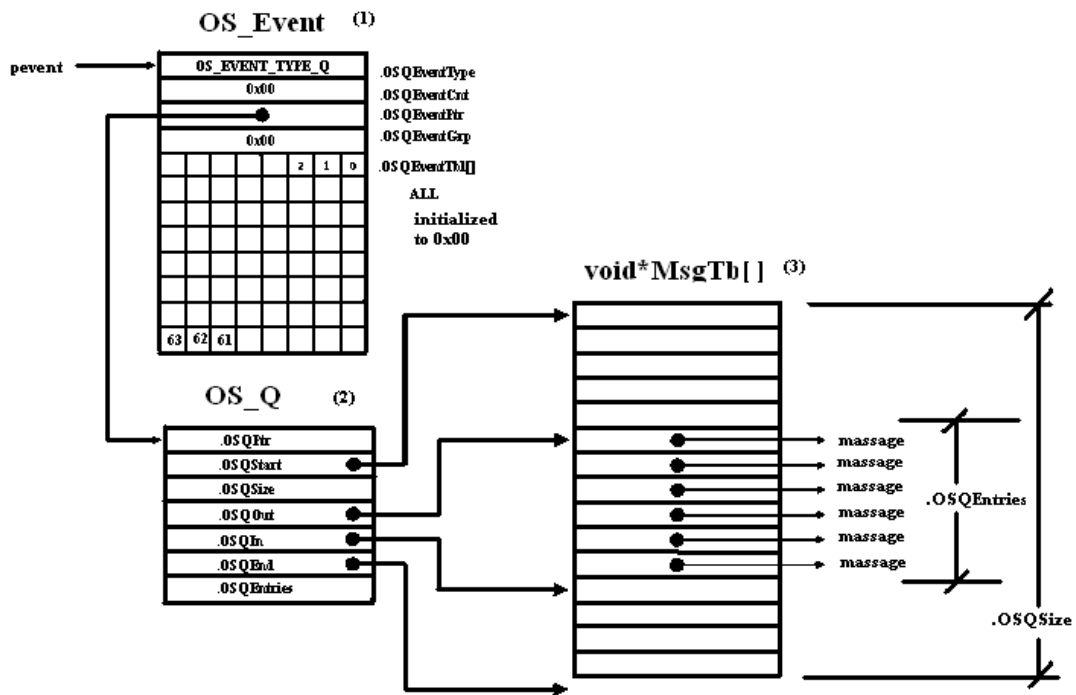 OS_Event (1)
pevent
OS_EVENT_TYPE_Q
.OSQEventType
0x00
.OSQEventCnt
.OSQEventPtr
0x00
.OSQEventGrp
2 1 0
.OSQEventTbl[]
ALL
initialized
to 0x00
63 62 61
void*MsgTb[] (3)
OS_Q (2)
.OSQPtr
.OSQStart
.OSQSize
.OSQOut
.OSQIn
.OSQEnd
.OSQEntries
massage
massage
massage
massage
massage
massage
.OSQEntries
.OSQSize